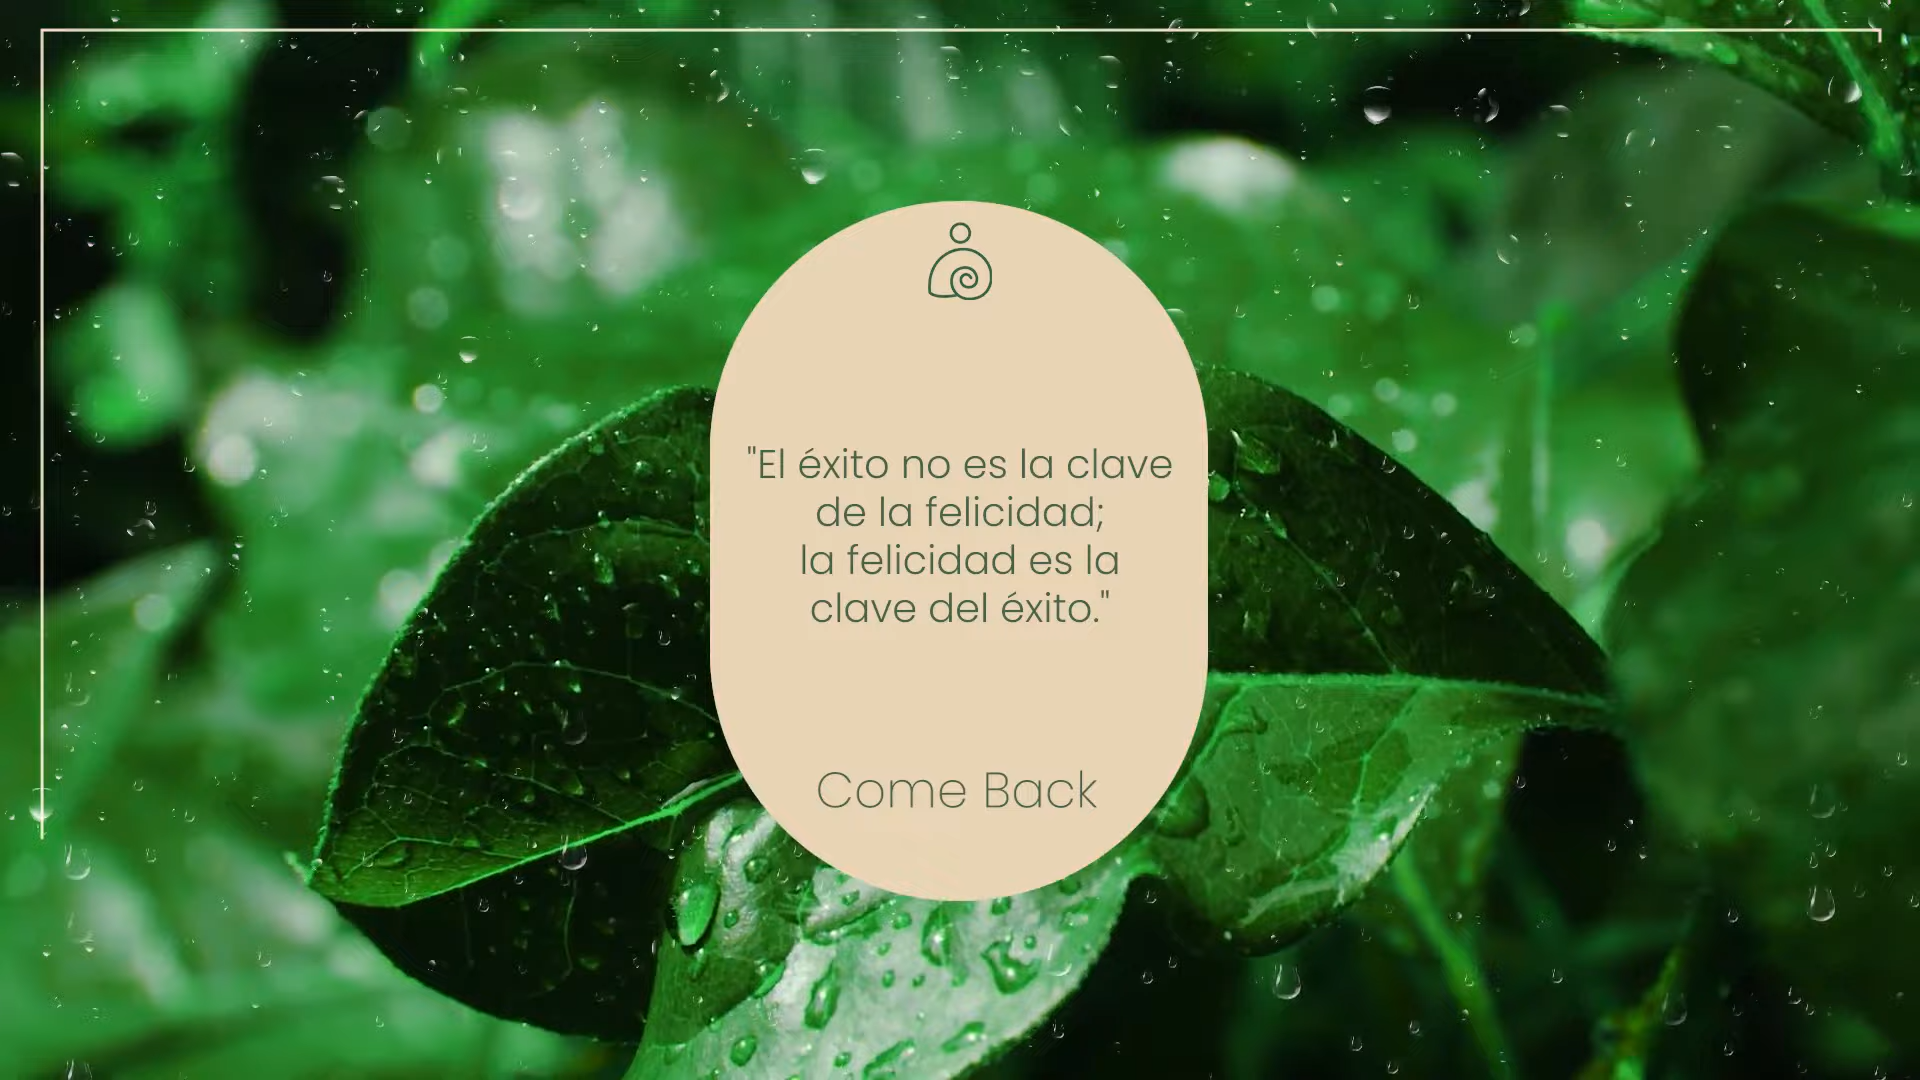 "El éxito no es la clave
de la felicidad;
la felicidad es la
clave del éxito."
Come Back